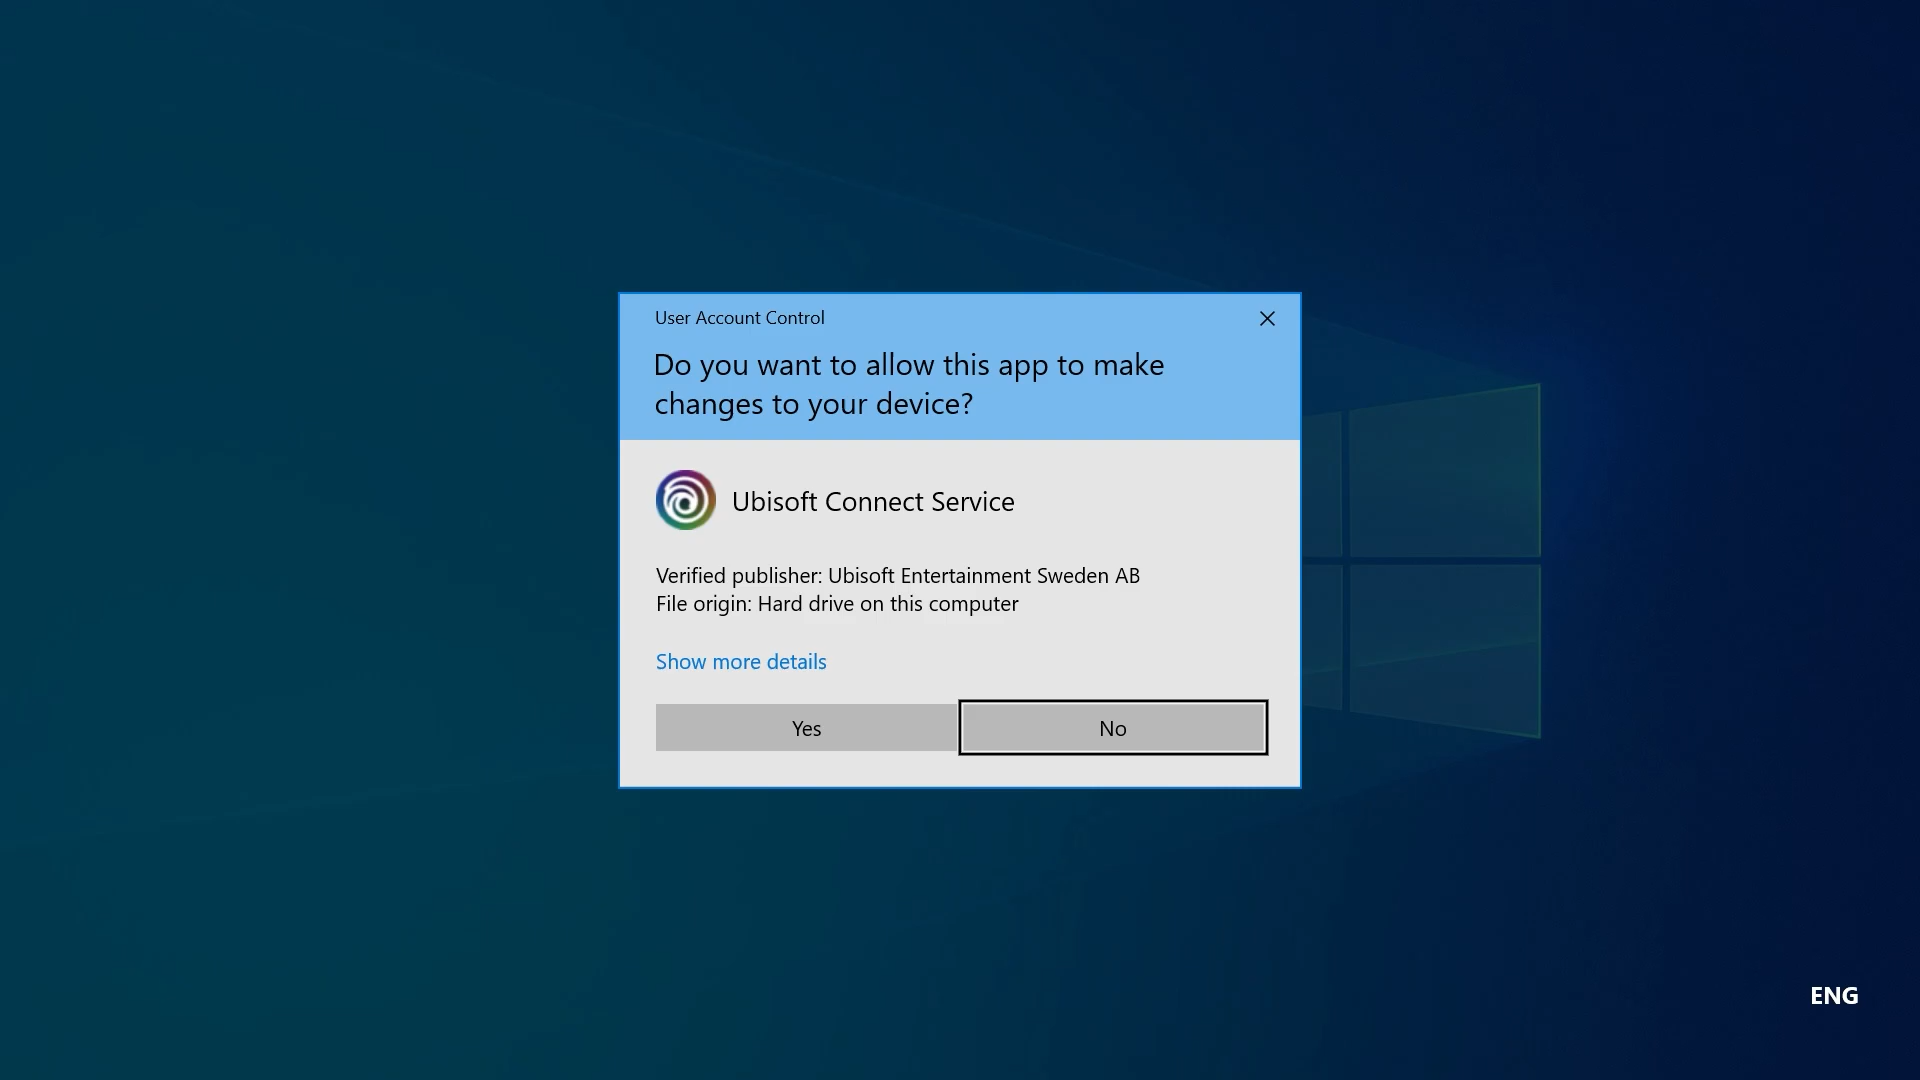 User Account Control
Do you want to allow this app to make
changes to your device?
Ubisoft Connect Service
Verified publisher: Ubisoft Entertainment Sweden AB
File origin: Hard drive on this computer
Show more details
Yes
No
ENG